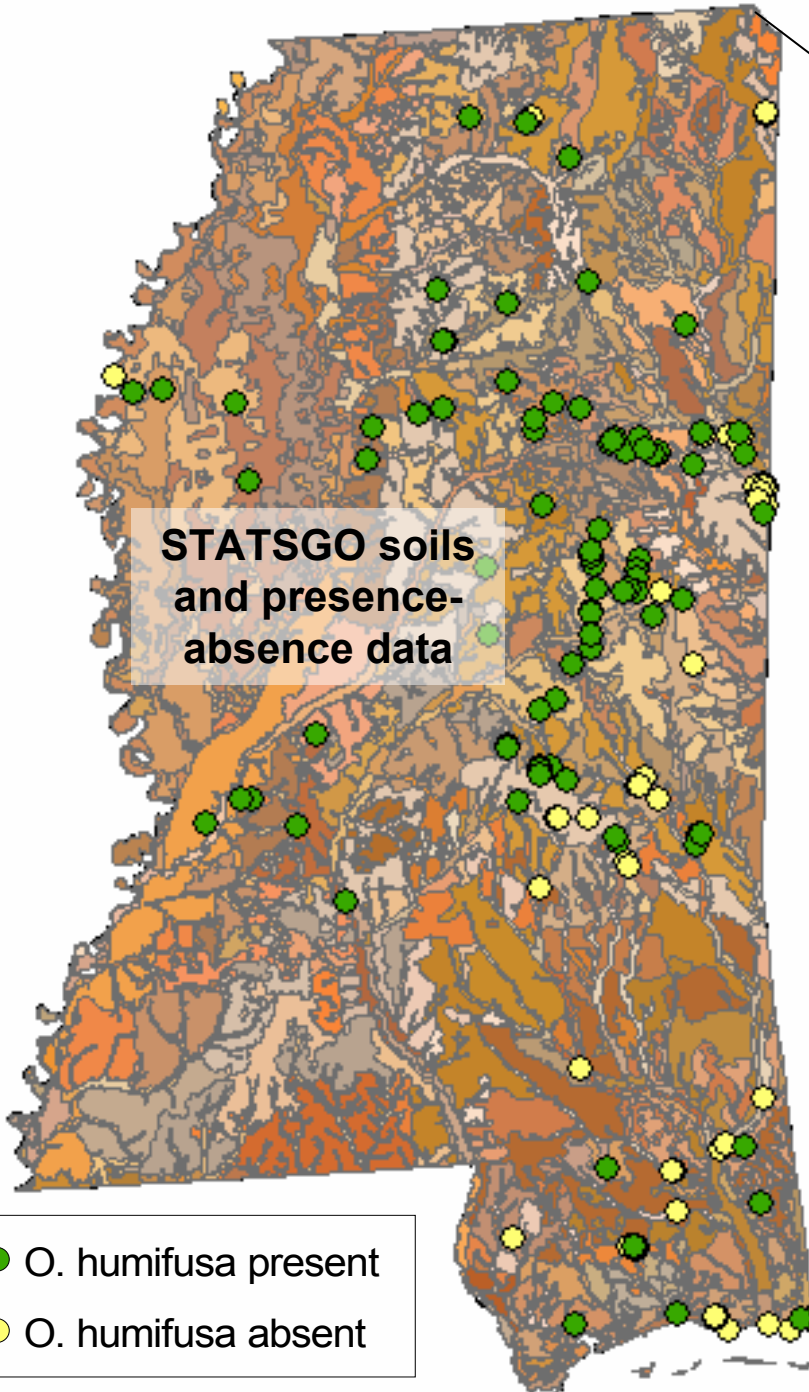 STATSGO soils
and presence-
absence data
O. humifusa present
O. humifusa absent